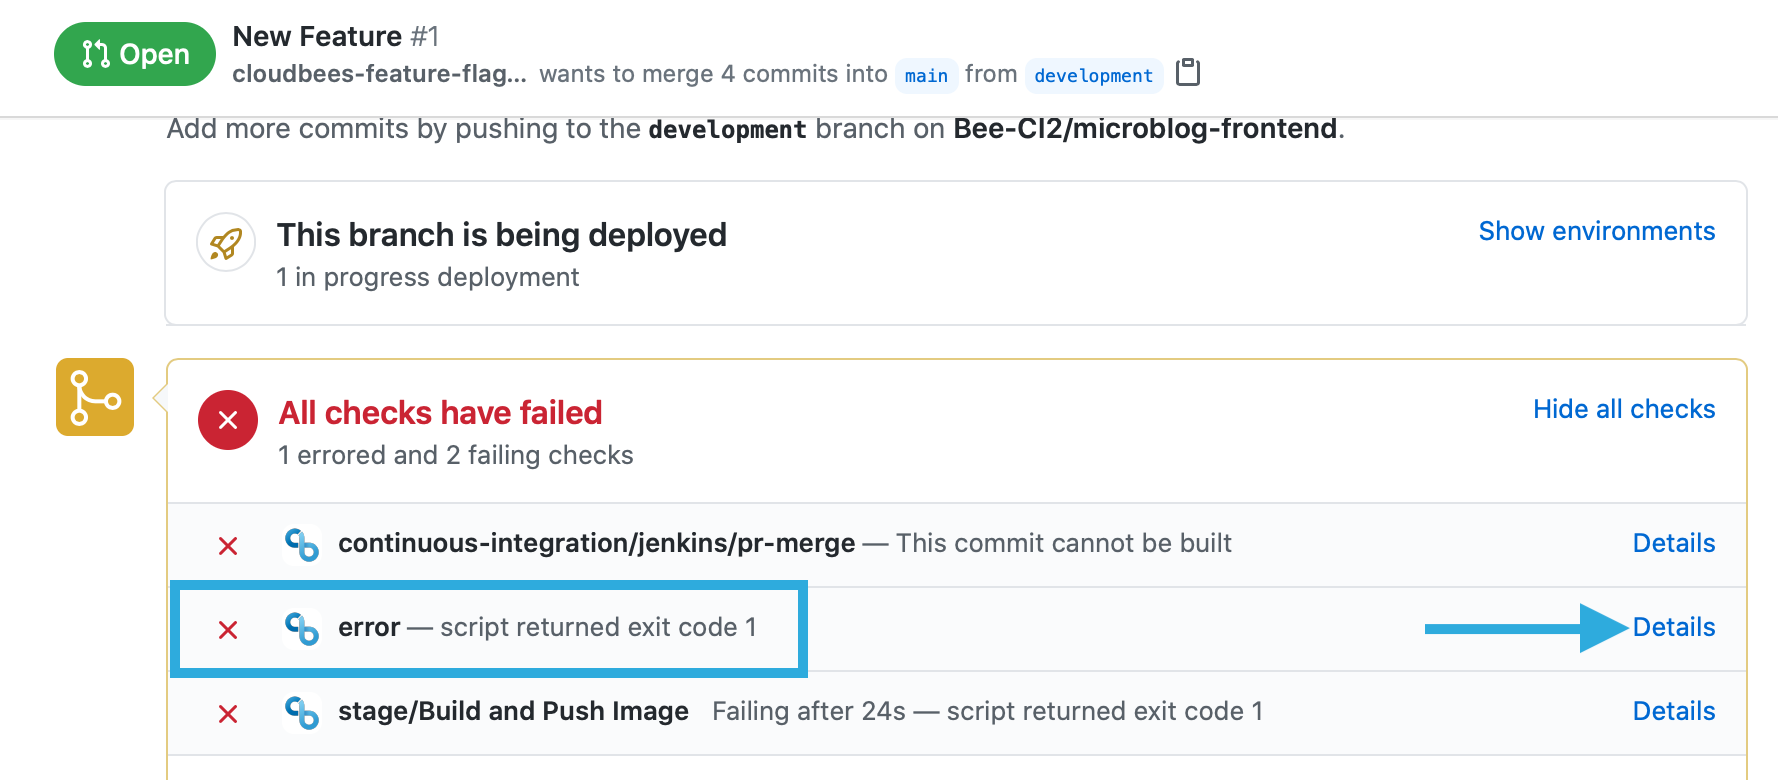 Open
New Feature #1
cloudbees-feature-flag... wants to merge 4 commits into main from development
Add more commits by pushing to the development branch on Bee-CI2/microblog-frontend.
This branch is being deployed
Show environments
1 in progress deployment
All checks have failed
Hide all checks
1 errored and 2 failing checks
continuous-integration/jenkins/pr-merge — This commit cannot be built
Details
error — script returned exit code 1
Details
stage/Build and Push Image Failing after 24s — script returned exit code 1
Details